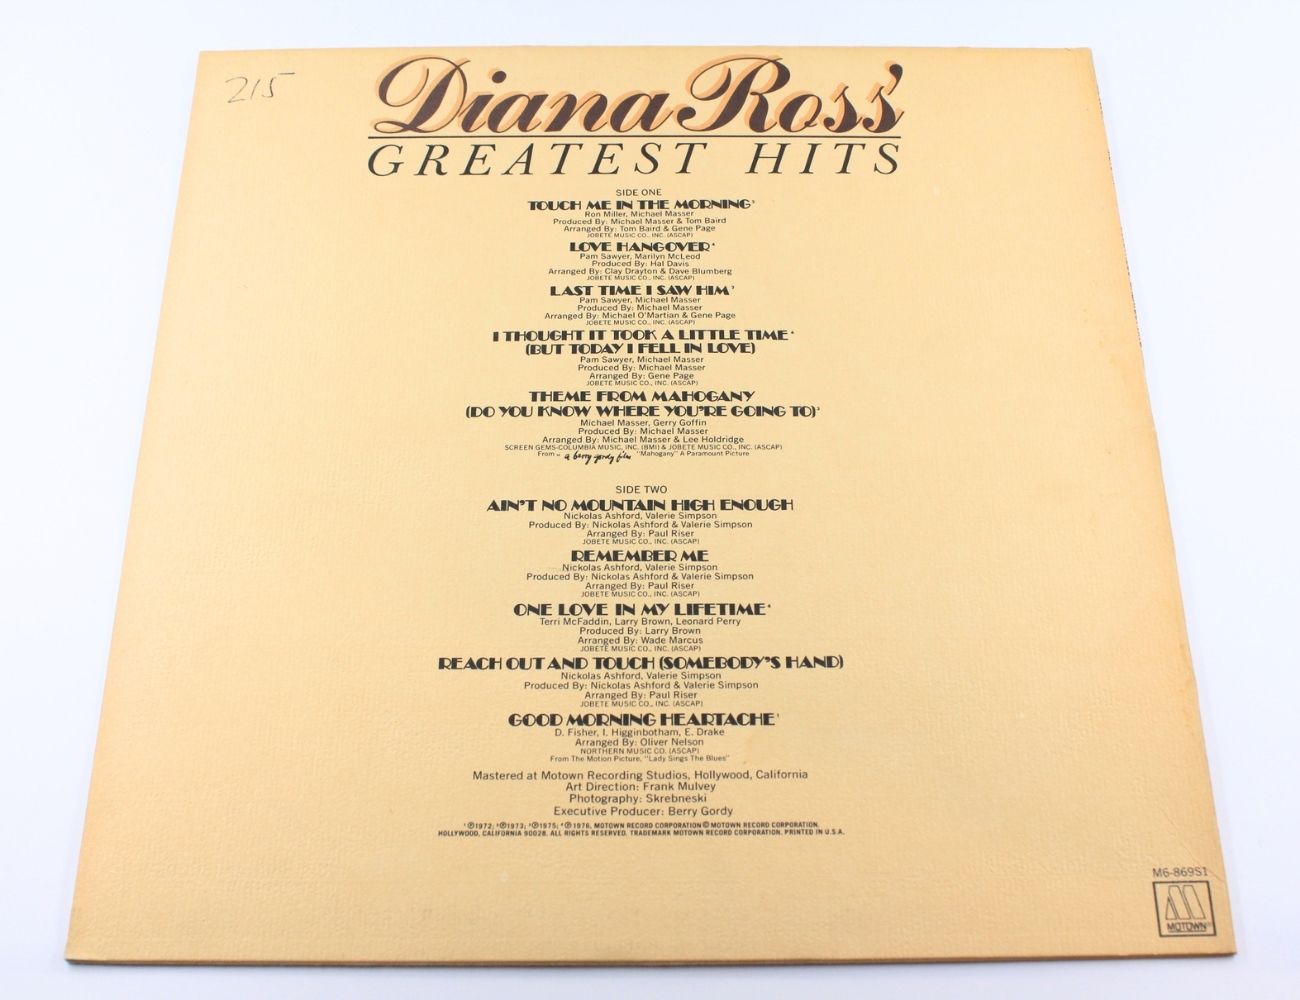 215
Diana Ross'
GREATEST HITS
SIDE ONE
TOUCH ME IN THE MORNING²
Ron Miller, Michael Masser
Produced By: Michael Masser & Tom Baird
Arranged By: Tom Baird & Gene Page
JOBETE MUSIC CO., INC. (ASCAP)
LOVE HANGOVER⁴
Pam Sawyer, Marilyn McLeod
Produced By: Hal Davis
Arranged By: Clay Drayton & Dave Blumberg
JOBETE MUSIC CO., INC. (ASCAP)
LAST TIME I SAW HIM²
Pam Sawyer, Michael Masser
Produced By: Michael Masser
Arranged By: Michael O'Martian & Gene Page
JOBETE MUSIC CO., INC. (ASCAP)
I THOUGHT IT TOOK A LITTLE TIME⁴
(BUT TODAY I FELL IN LOVE)
Pam Sawyer, Michael Masser
Produced By: Michael Masser
Arranged By: Gene Page
JOBETE MUSIC CO., INC. (ASCAP)
THEME FROM MAHOGANY
(DO YOU KNOW WHERE YOU'RE GOING TO)³
Michael Masser, Gerry Goffin
Produced By: Michael Masser
Arranged By: Michael Masser & Lee Holdridge
SCREEN GEMS-COLUMBIA MUSIC, INC. (BMI) & JOBETE MUSIC CO., INC. (ASCAP)
From - a berry gordy film "Mahogany" A Paramount Picture
SIDE TWO
AIN'T NO MOUNTAIN HIGH ENOUGH
Nickolas Ashford, Valerie Simpson
Produced By: Nickolas Ashford & Valerie Simpson
Arranged By: Paul Riser
JOBETE MUSIC CO., INC. (ASCAP)
REMEMBER ME
Nickolas Ashford, Valerie Simpson
Produced By: Nickolas Ashford & Valerie Simpson
Arranged By: Paul Riser
JOBETE MUSIC CO., INC. (ASCAP)
ONE LOVE IN MY LIFETIME⁴
Terri McFaddin, Larry Brown, Leonard Perry
Produced By: Larry Brown
Arranged By: Wade Marcus
JOBETE MUSIC CO., INC. (ASCAP)
REACH OUT AND TOUCH (SOMEBODY'S HAND)
Nickolas Ashford, Valerie Simpson
Produced By: Nickolas Ashford & Valerie Simpson
Arranged By: Paul Riser
JOBETE MUSIC CO., INC. (ASCAP)
GOOD MORNING HEARTACHE¹
D. Fisher, I. Higginbotham, E. Drake
Arranged By: Oliver Nelson
NORTHERN MUSIC CO. (ASCAP)
From The Motion Picture, "Lady Sings The Blues"
Mastered at Motown Recording Studios, Hollywood, California
Art Direction: Frank Mulvey
Photography: Skrebneski
Executive Producer: Berry Gordy
¹℗1972; ²℗1973; ³℗1975; ⁴℗1976, MOTOWN RECORD CORPORATION © MOTOWN RECORD CORPORATION,
HOLLYWOOD, CALIFORNIA 90028. ALL RIGHTS RESERVED. TRADEMARK MOTOWN RECORD CORPORATION. PRINTED IN U.S.A.
M6-869S1
M
MOTOWN